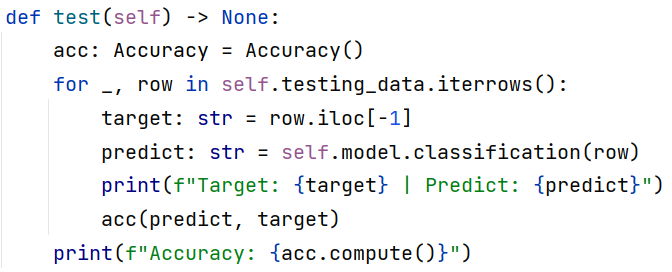 def test(self) -> None:
    acc: Accuracy = Accuracy()
    for _, row in self.testing_data.iterrows():
        target: str = row.iloc[-1]
        predict: str = self.model.classification(row)
        print(f"Target: {target} | Predict: {predict}")
        acc(predict, target)
    print(f"Accuracy: {acc.compute()}")